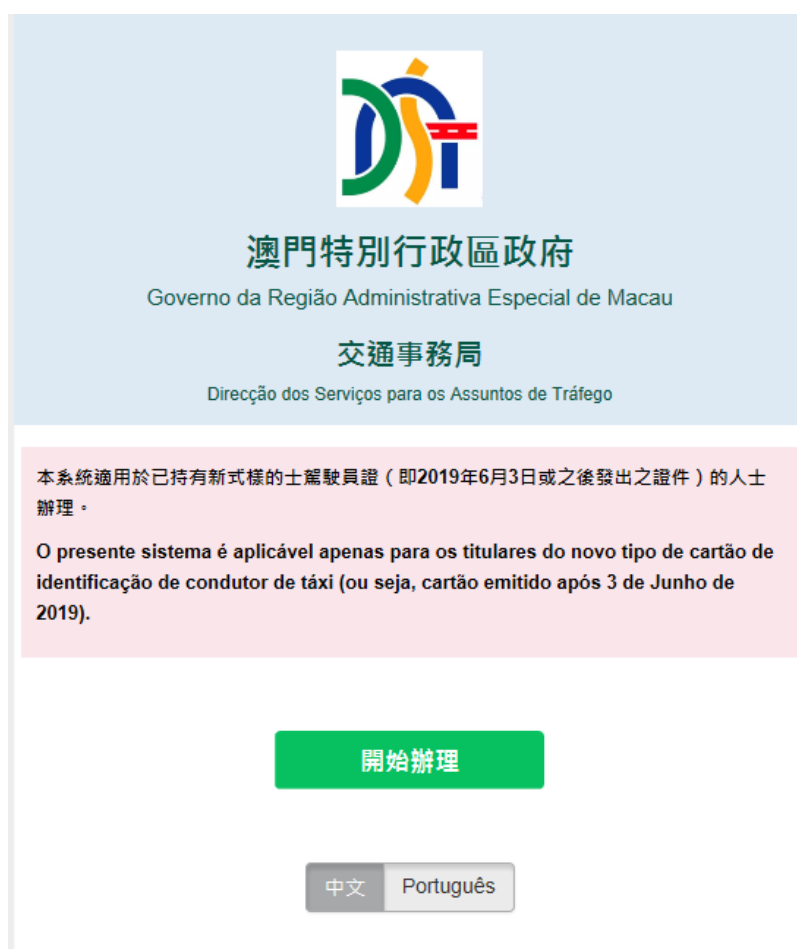 DST
澳門特別行政區政府
Governo da Região Administrativa Especial de Macau
交通事務局
Direcção dos Serviços para os Assuntos de Tráfego
本系統適用於已持有新式樣的士駕駛員證（即2019年6月3日或之後發出之證件）的人士
辦理。
O presente sistema é aplicável apenas para os titulares do novo tipo de cartão de
identificação de condutor de táxi (ou seja, cartão emitido após 3 de Junho de
2019).
開始辦理
中文 Português